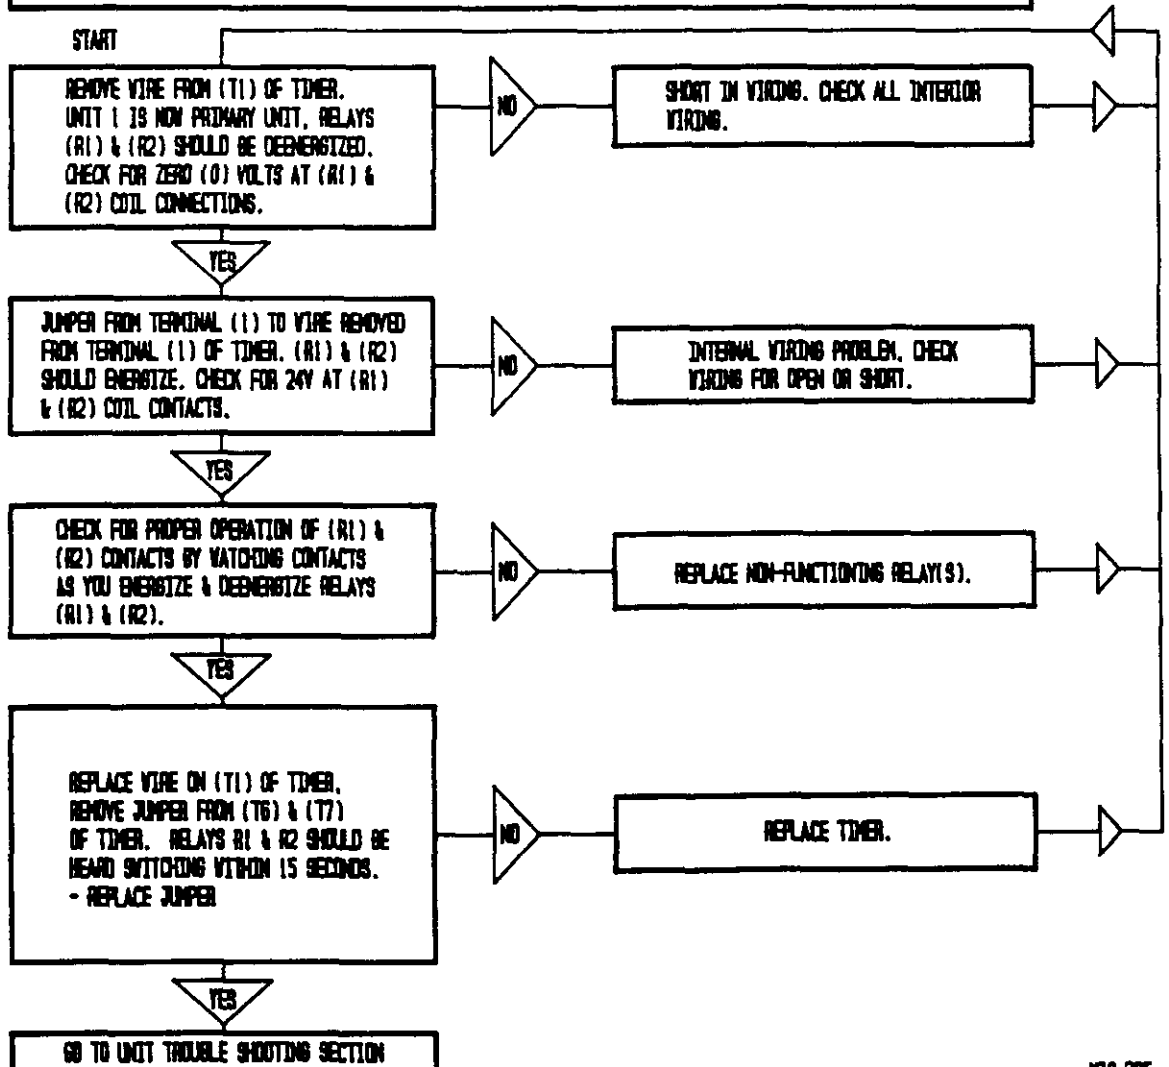 START
REMOVE WIRE FROM (T1) OF TIMER.
UNIT 1 IS NOW PRIMARY UNIT, RELAYS
(R1) & (R2) SHOULD BE DEENERGIZED.
CHECK FOR ZERO (0) VOLTS AT (R1) &
(R2) COIL CONNECTIONS.
NO
SHORT IN WIRING. CHECK ALL INTERIOR
WIRING.
YES
JUMPER FROM TERMINAL (1) TO WIRE REMOVED
FROM TERMINAL (1) OF TIMER. (R1) & (R2)
SHOULD ENERGIZE. CHECK FOR 24V AT (R1)
& (R2) COIL CONTACTS.
NO
INTERNAL WIRING PROBLEM, CHECK
WIRING FOR OPEN OR SHORT.
YES
CHECK FOR PROPER OPERATION OF (R1) &
(R2) CONTACTS BY WATCHING CONTACTS
AS YOU ENERGIZE & DEENERGIZE RELAYS
(R1) & (R2).
NO
REPLACE NON-FUNCTIONING RELAY(S).
YES
REPLACE WIRE ON (T1) OF TIMER,
REMOVE JUMPER FROM (T6) & (T7)
OF TIMER. RELAYS R1 & R2 SHOULD BE
HEARD SWITCHING WITHIN 15 SECONDS.
- REPLACE JUMPER
NO
REPLACE TIMER.
YES
GO TO UNIT TROUBLE SHOOTING SECTION